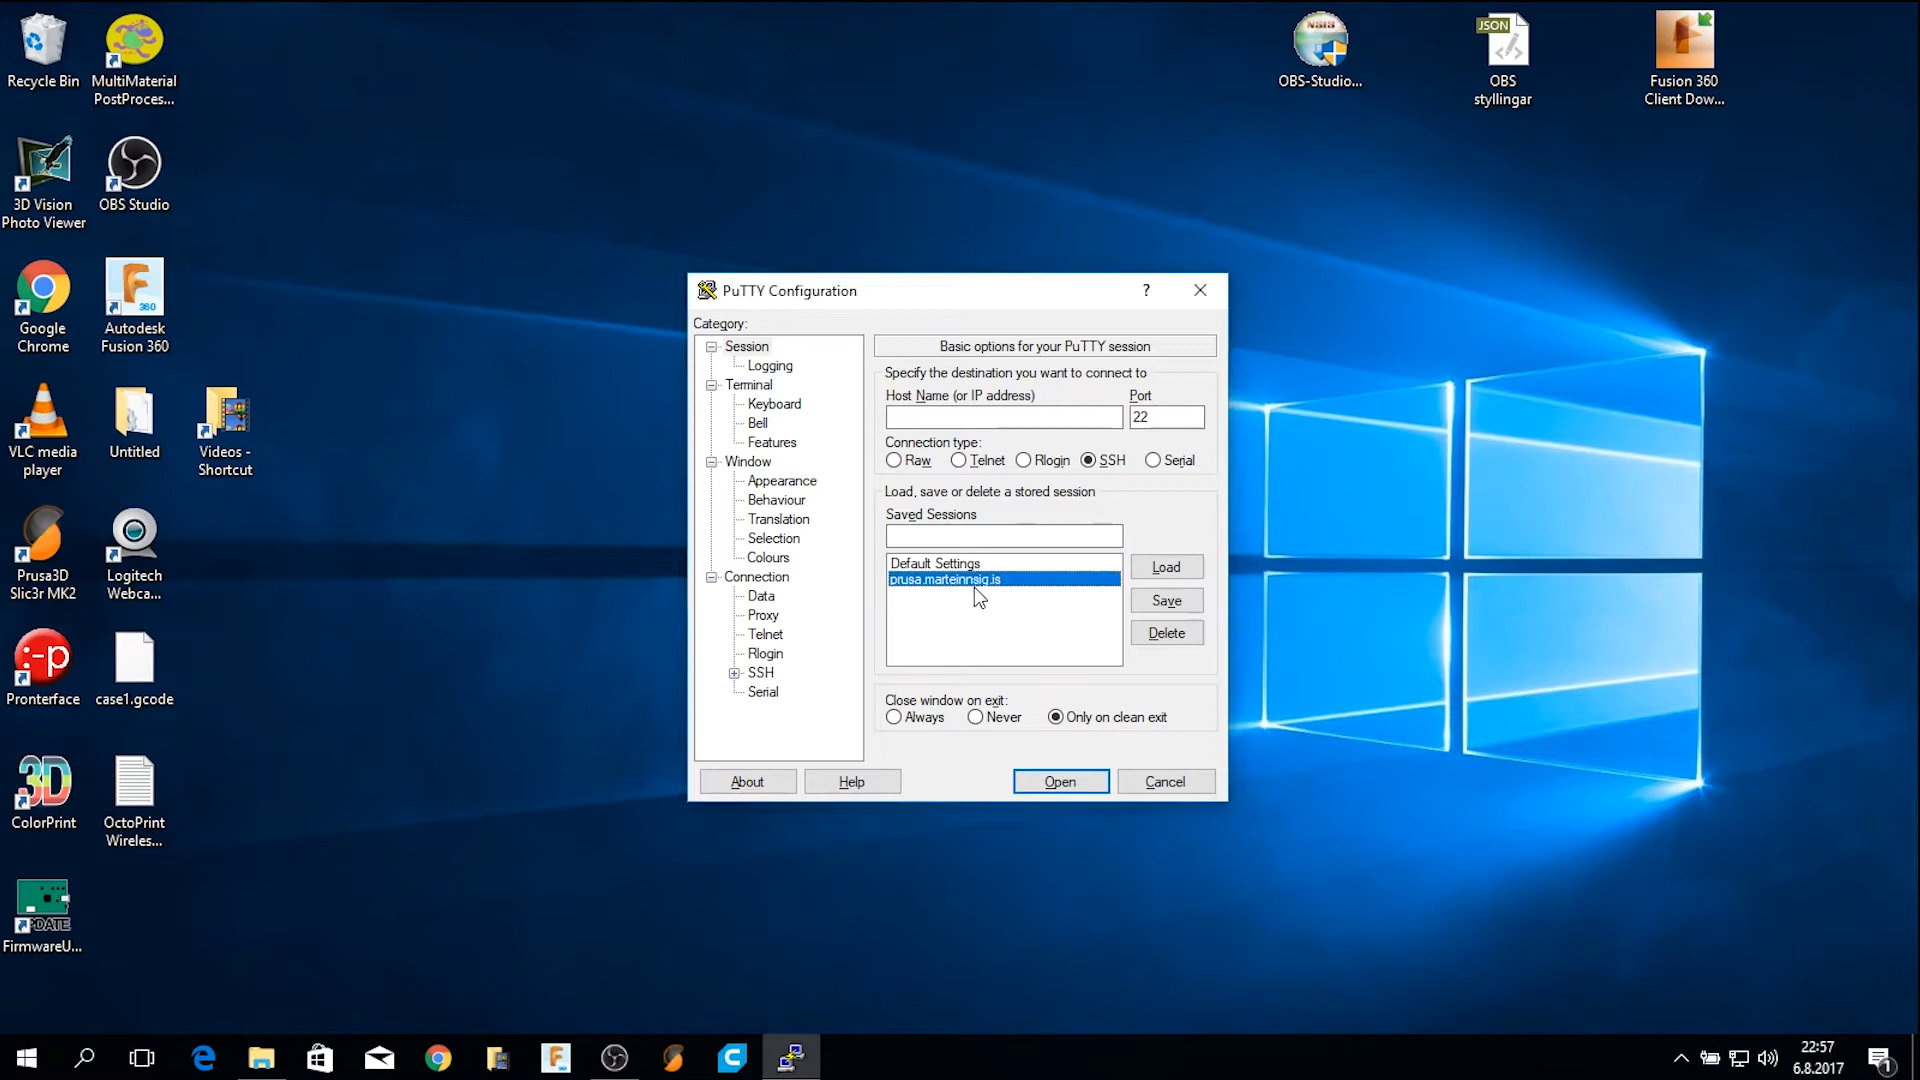 Recycle Bin
MultiMaterial
PostProces...
3D Vision
Photo Viewer
OBS Studio
Google
Chrome
360
Autodesk
Fusion 360
VLC media
player
Untitled
Videos -
Shortcut
Prusa3D
Slic3r MK2
Logitech
Webca...
:-p
Pronterface
case1.gcode
3D
ColorPrint
OctoPrint
Wireles...
FirmwareU...
NSIS
OBS-Studio...
JSON
OBS
styllingar
Fusion 360
Client Dow...
PuTTY Configuration
?
Category:
Session
Logging
Terminal
Keyboard
Bell
Features
Window
Appearance
Behaviour
Translation
Selection
Colours
Connection
Data
Proxy
Telnet
Rlogin
SSH
Serial
Basic options for your PuTTY session
Specify the destination you want to connect to
Host Name (or IP address) Port
22
Connection type:
Raw Telnet Rlogin SSH Serial
Load, save or delete a stored session
Saved Sessions
Default Settings
prusa.marteinnsig.is
Load
Save
Delete
Close window on exit:
Always Never Only on clean exit
About Help Open Cancel
22:57
6.8.2017
1